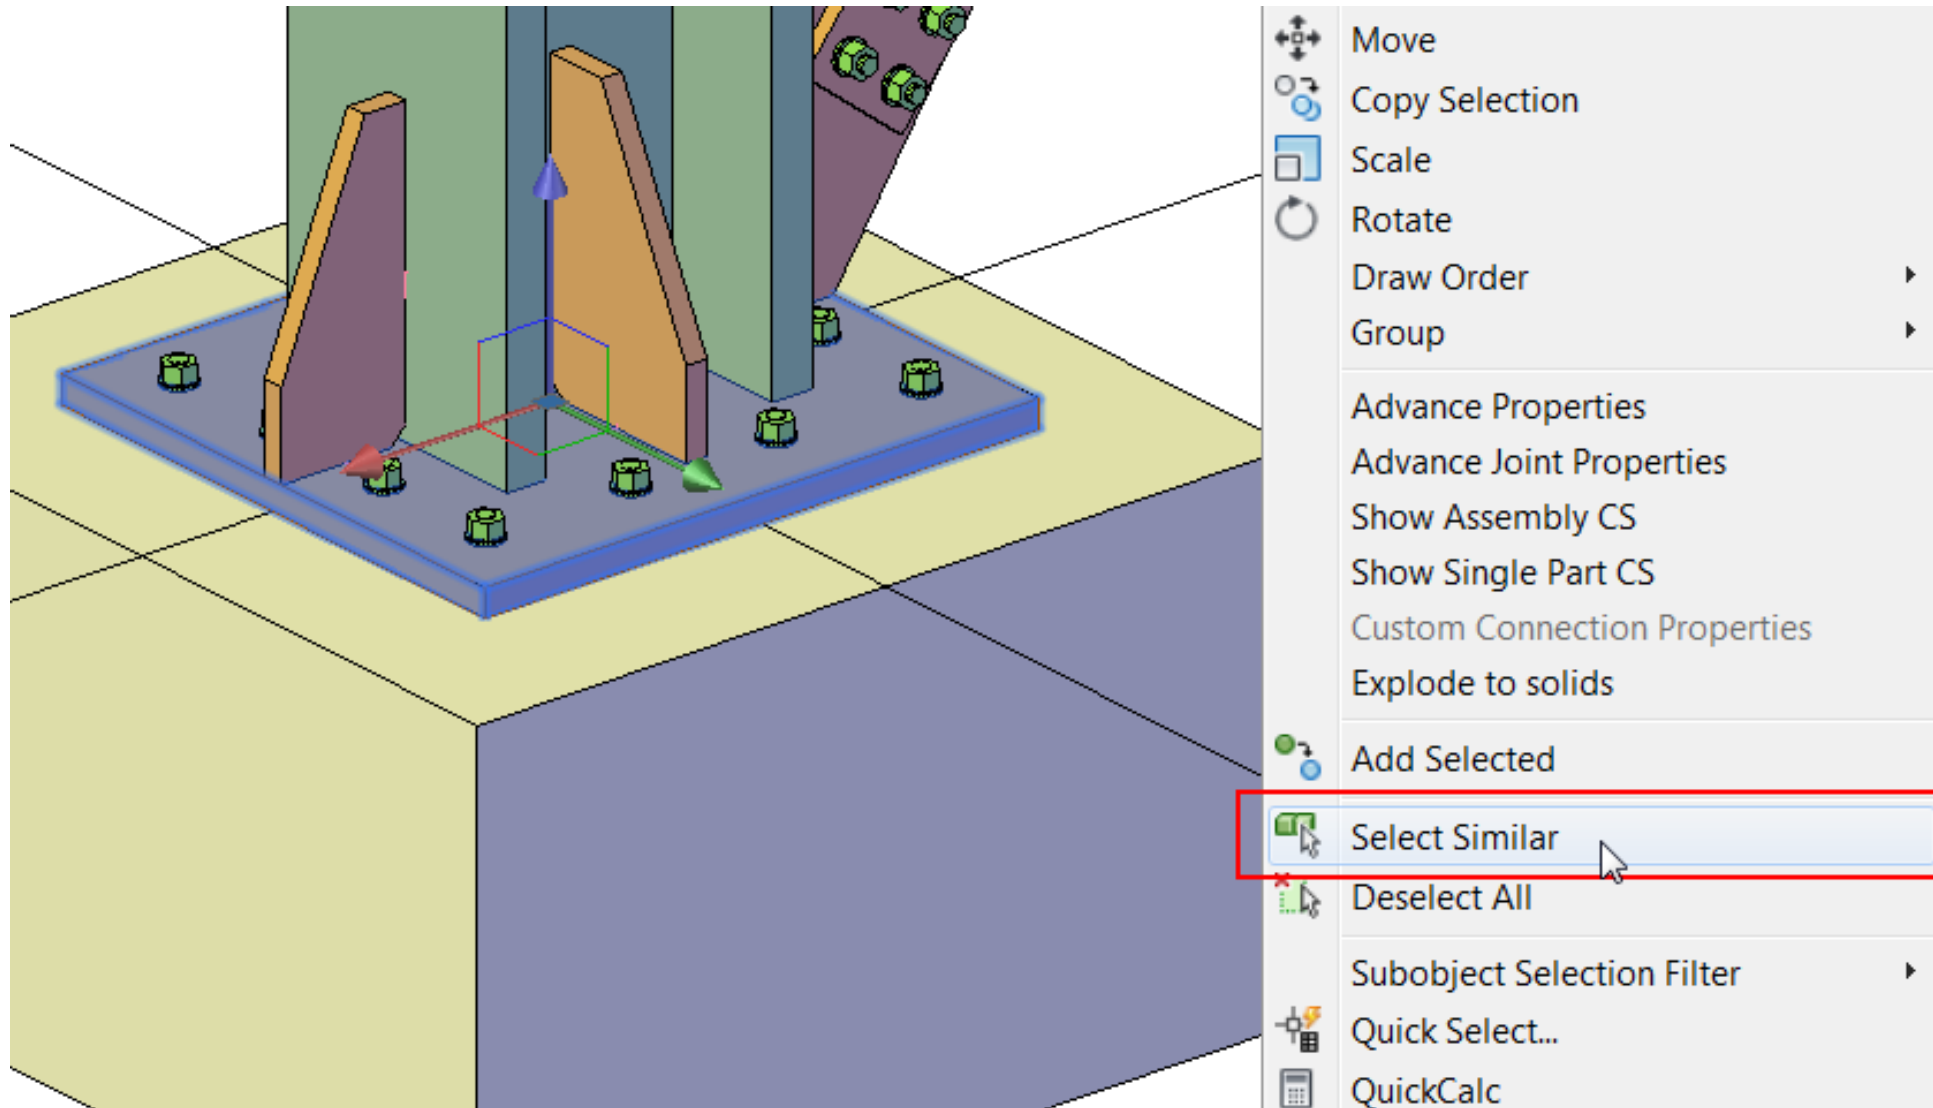 Move
Copy Selection
Scale
Rotate
Draw Order
Group
Advance Properties
Advance Joint Properties
Show Assembly CS
Show Single Part CS
Custom Connection Properties
Explode to solids
Add Selected
Select Similar
Deselect All
Subobject Selection Filter
Quick Select...
QuickCalc